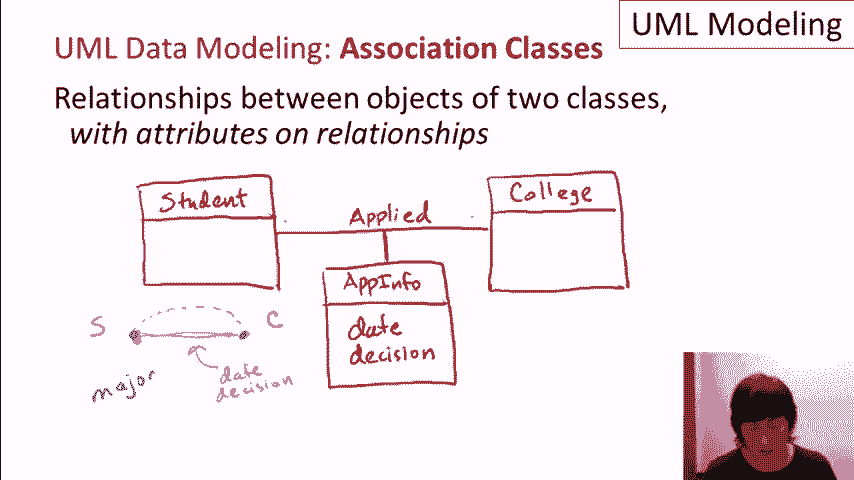 UML Modeling
UML Data Modeling: Association Classes
Relationships between objects of two classes,
with attributes on relationships
Student
Applied
College
AppInfo
date
decision
S
C
major
date
decision